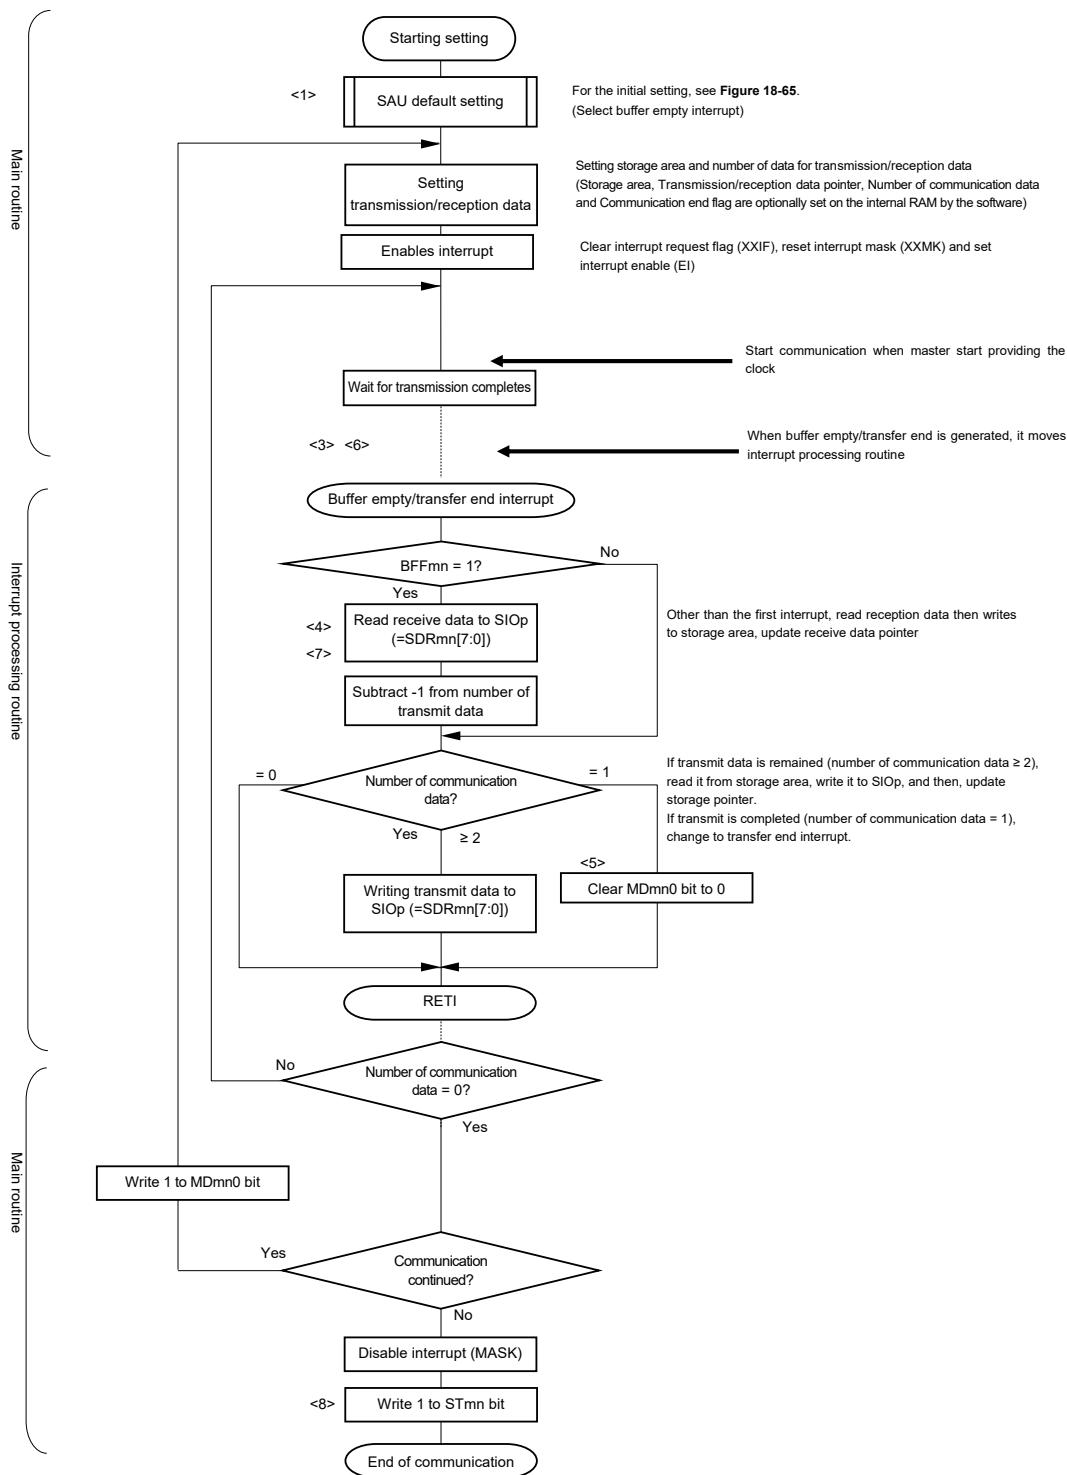 Starting setting
<1>
SAU default setting
For the initial setting, see Figure 18-65.
(Select buffer empty interrupt)
Main routine
Setting
transmission/reception data
Setting storage area and number of data for transmission/reception data
(Storage area, Transmission/reception data pointer, Number of communication data
and Communication end flag are optionally set on the internal RAM by the software)
Enables interrupt
Clear interrupt request flag (XXIF), reset interrupt mask (XXMK) and set
interrupt enable (EI)
Start communication when master start providing the
clock
Wait for transmission completes
<3> <6>
When buffer empty/transfer end is generated, it moves
interrupt processing routine
Buffer empty/transfer end interrupt
Interrupt processing routine
BFFmn = 1?
No
Yes
<4>
<7>
Read receive data to SIOp
(=SDRmn[7:0])
Other than the first interrupt, read reception data then writes
to storage area, update receive data pointer
Subtract -1 from number of
transmit data
= 0
Number of communication
data?
= 1
Yes
≥ 2
If transmit data is remained (number of communication data ≥ 2),
read it from storage area, write it to SIOp, and then, update
storage pointer.
If transmit is completed (number of communication data = 1),
change to transfer end interrupt.
<5>
Writing transmit data to
SIOp (=SDRmn[7:0])
Clear MDmn0 bit to 0
RETI
No
Number of communication
data = 0?
Yes
Main routine
Write 1 to MDmn0 bit
Yes
Communication
continued?
No
Disable interrupt (MASK)
<8>
Write 1 to STmn bit
End of communication